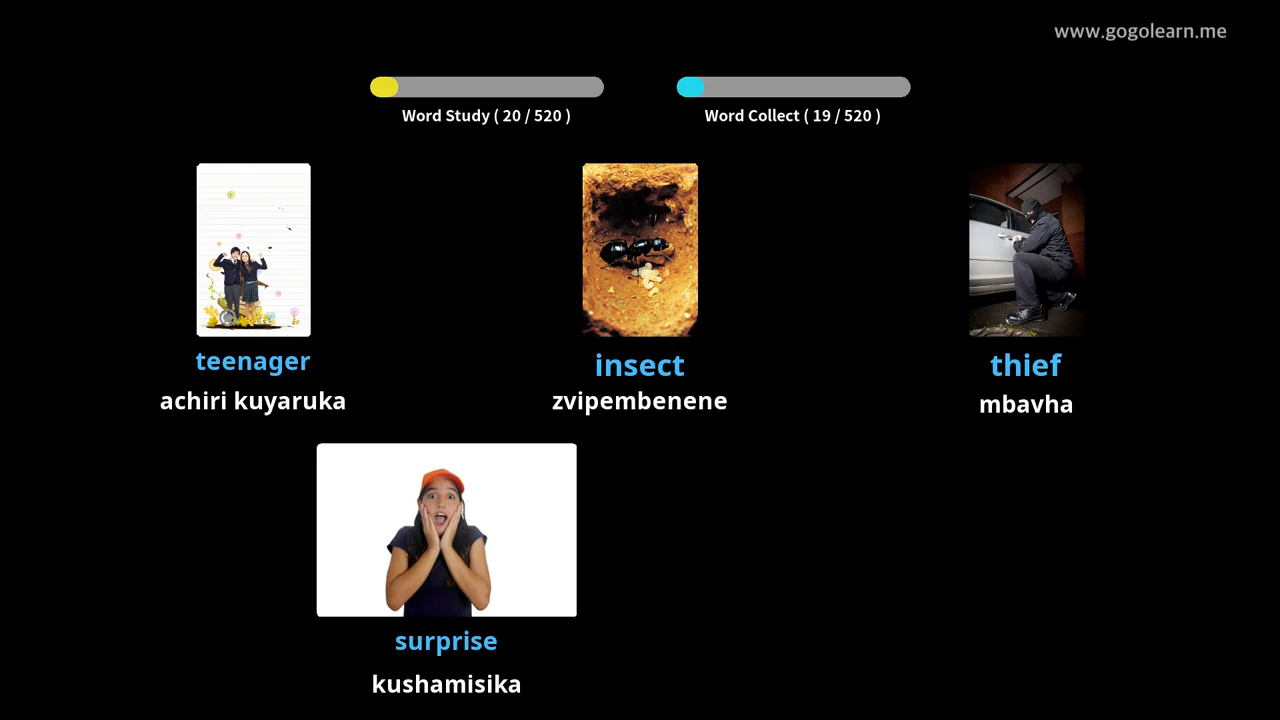 www.gogolearn.me
Word Study ( 20 / 520 )
Word Collect ( 19 / 520 )
teenager
achiri kuyaruka
insect
zvipembenene
thief
mbavha
surprise
kushamisika